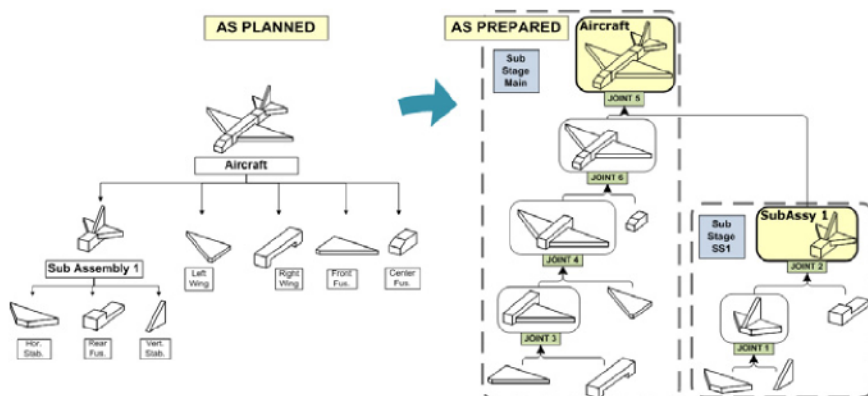 AS PLANNED
Aircraft
Sub Assembly 1
Left
Wing
Right
Wing
Front
Fus.
Center
Fus.
Hor.
Stab.
Rear
Fus.
Vert.
Stab.
AS PREPARED
Sub
Stage
Main
Aircraft
JOINT 5
JOINT 6
JOINT 4
JOINT 3
Sub
Stage
SS1
SubAssy 1
JOINT 2
JOINT 1